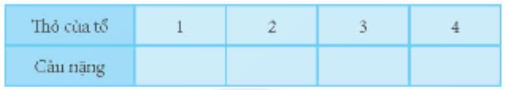 Thỏ của tổ 1 2 3 4
Cân nặng